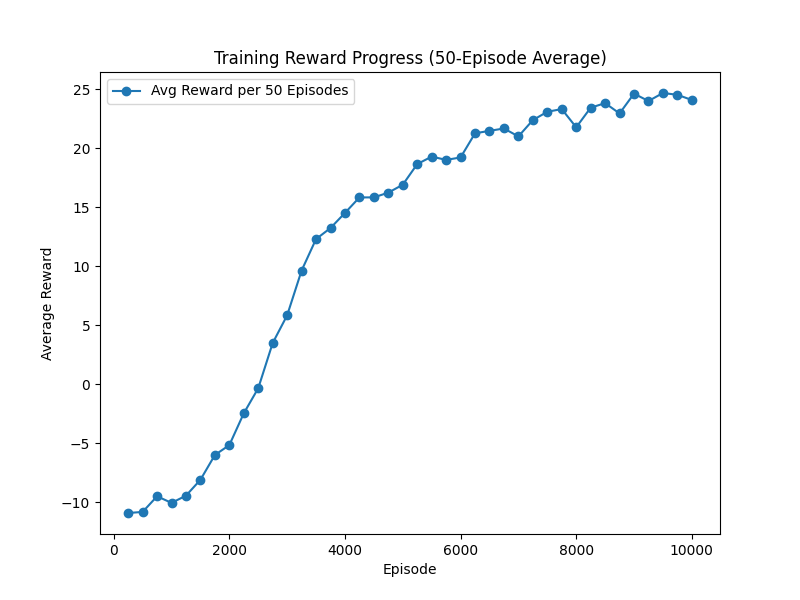 Training Reward Progress (50-Episode Average)
Avg Reward per 50 Episodes
25
20
15
10
5
0
−5
−10
Average Reward
0 2000 4000 6000 8000 10000
Episode